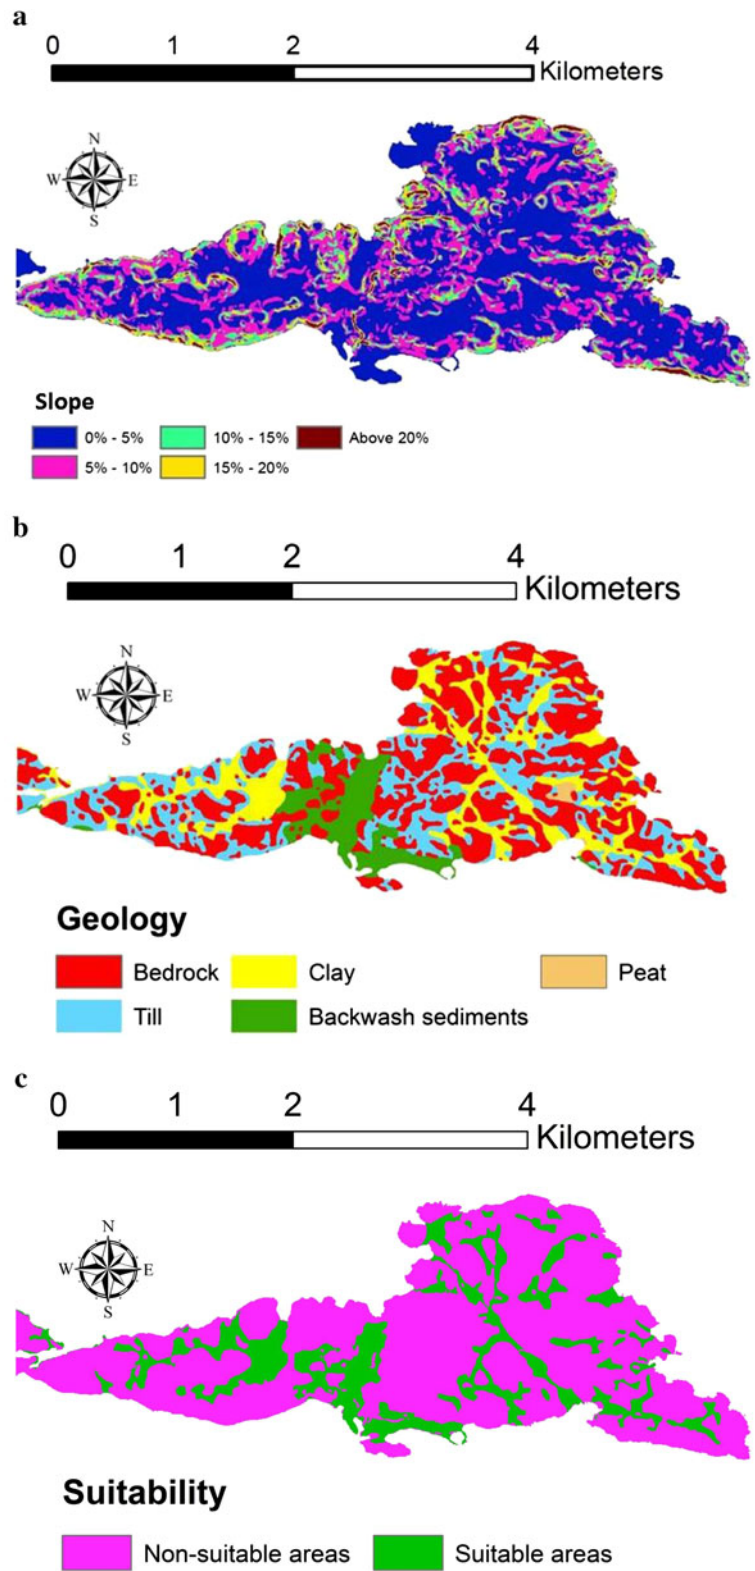 a
0 1 2 4
Kilometers
N
W E
S
Slope
0% - 5% 10% - 15% Above 20%
5% - 10% 15% - 20%
b
0 1 2 4
Kilometers
N
W E
S
Geology
Bedrock Clay Peat
Till Backwash sediments
c
0 1 2 4
Kilometers
N
W E
S
Suitability
Non-suitable areas Suitable areas